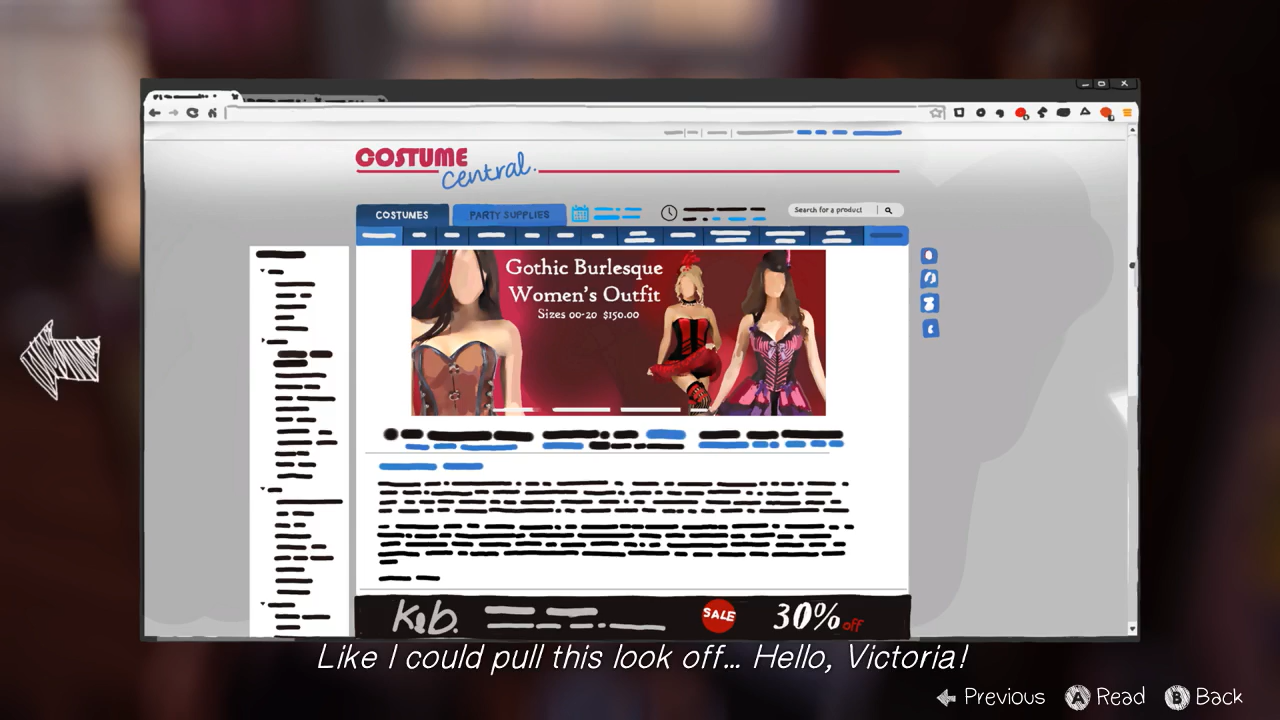 COSTUME
central.
COSTUMES
PARTY SUPPLIES
Search for a product
Gothic Burlesque
Women's Outfit
Sizes 00-20 $150.00
K&b.
SALE
30% off
Like I could pull this look off... Hello, Victoria!
Previous
A Read
B Back